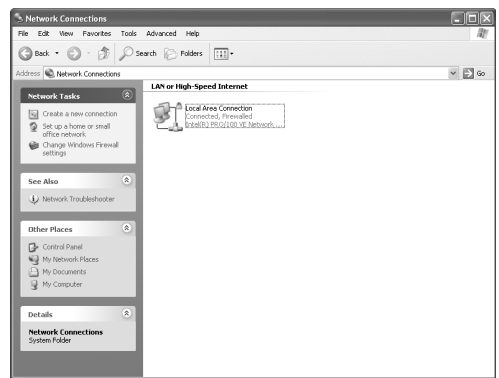 Network Connections
File Edit View Favorites Tools Advanced Help
Back Search Folders
Address Network Connections Go
LAN or High-Speed Internet
Network Tasks
Create a new connection
Set up a home or small
office network
Change Windows Firewall
settings
See Also
Network Troubleshooter
Other Places
Control Panel
My Network Places
My Documents
My Computer
Details
Network Connections
System Folder
Local Area Connection
Connected, Firewalled
Intel(R) PRO/100 VE Network ...